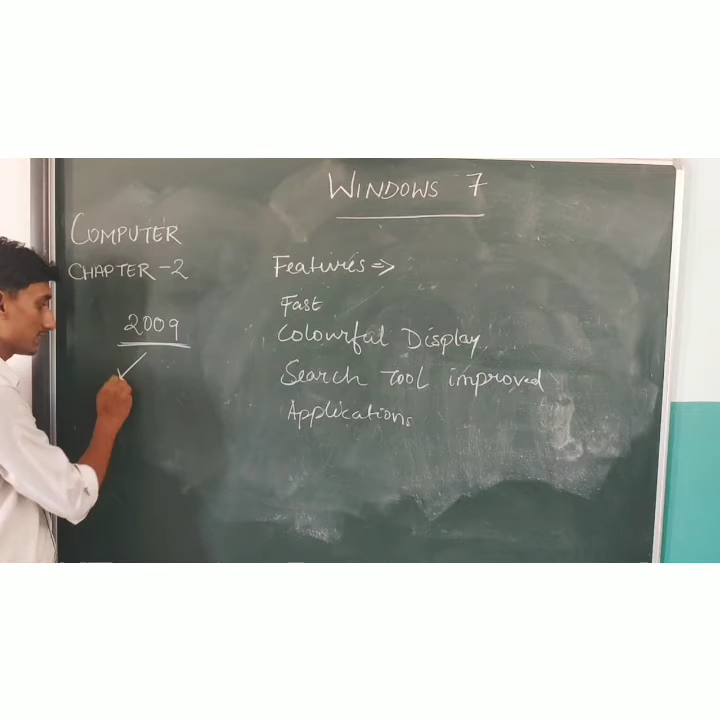 WINDOWS 7
COMPUTER
CHAPTER-2
2009
Features =>
Fast
Colourful Display
Search Tool improved
Applications